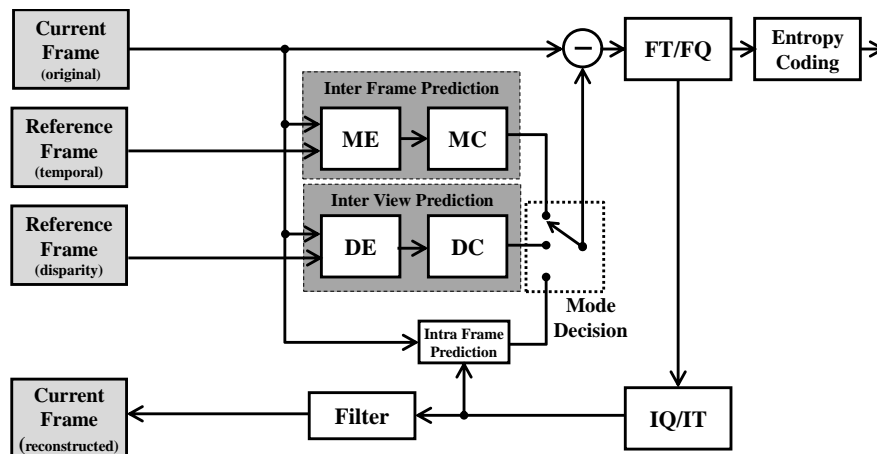 Current
Frame
(original)
FT/FQ
Entropy
Coding
Inter Frame Prediction
Reference
Frame
(temporal)
ME
MC
Inter View Prediction
Reference
Frame
(disparity)
DE
DC
Mode
Decision
Intra Frame
Prediction
Current
Frame
(reconstructed)
Filter
IQ/IT